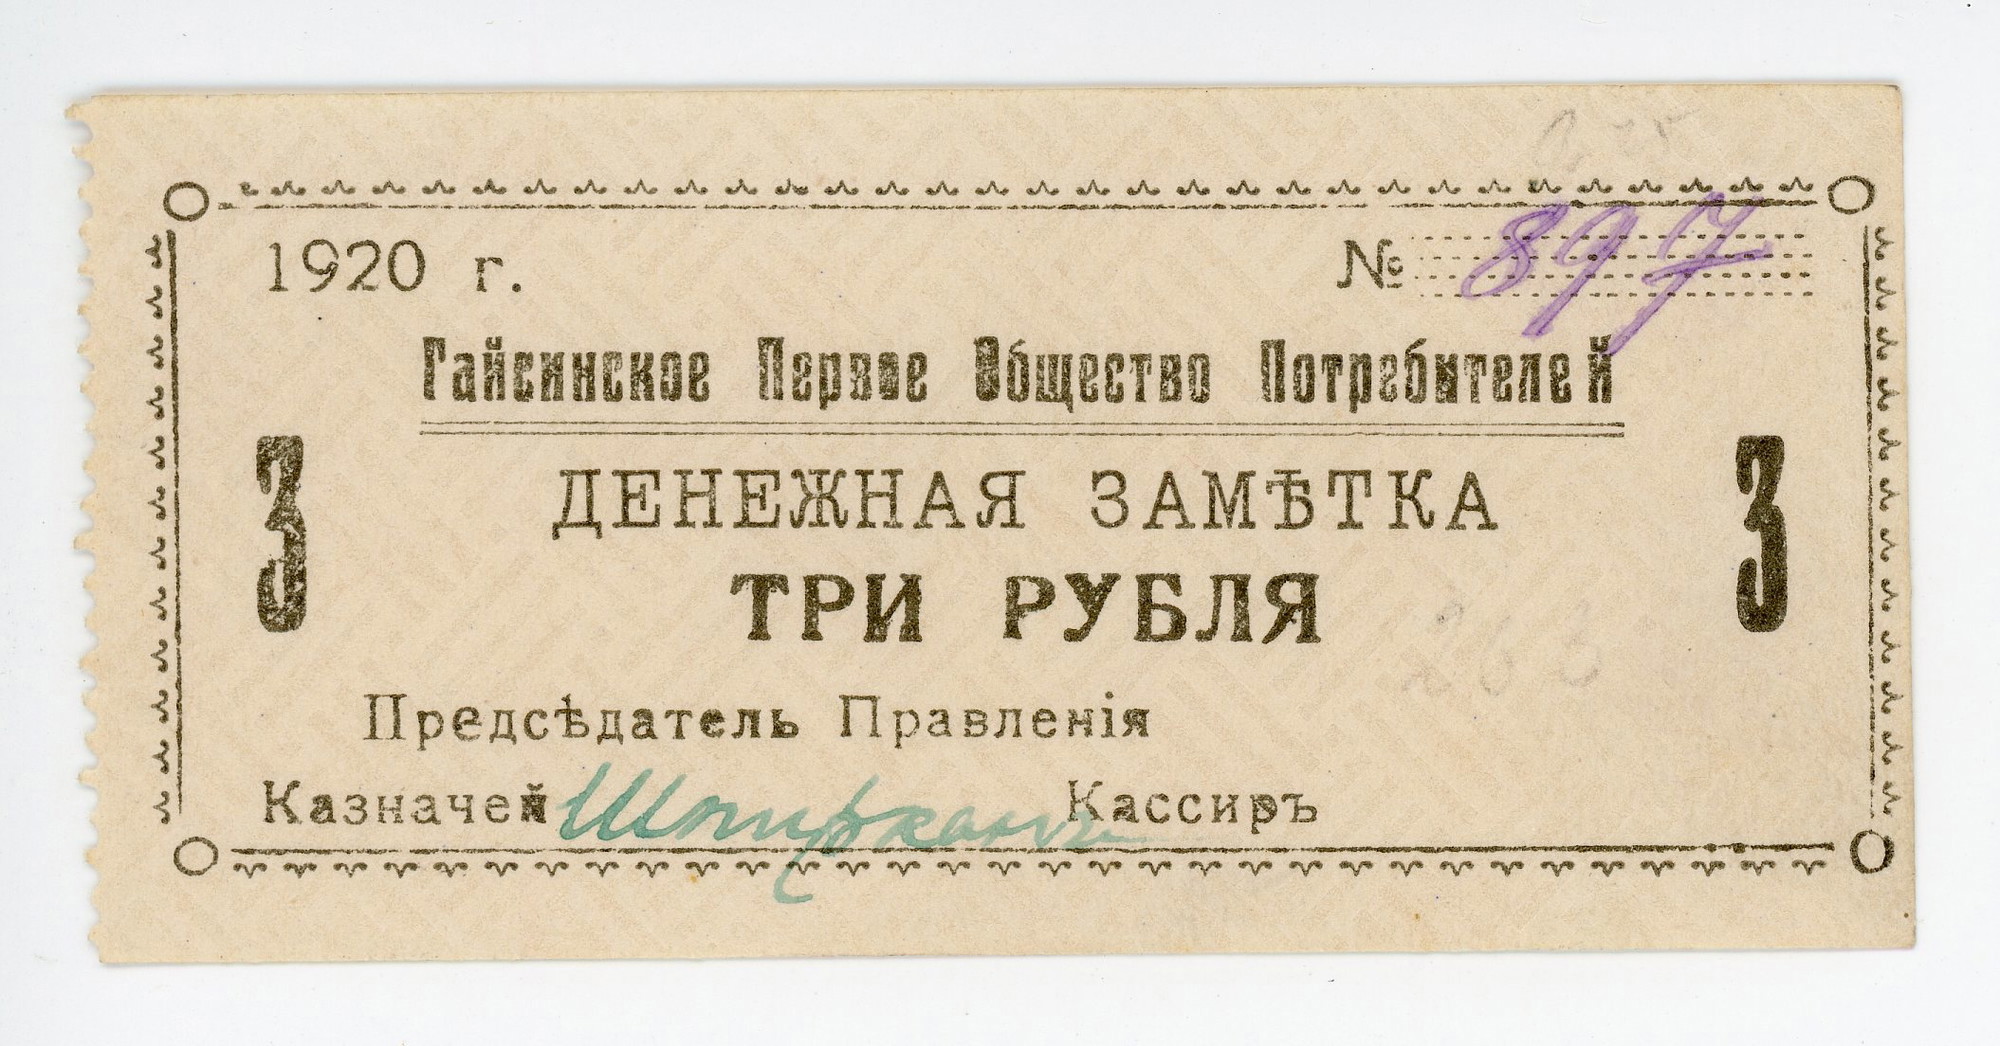 1920 г. № 897
Гайсинское Первое Общество Потребителей
ДЕНЕЖНАЯ ЗАМѢТКА
3 ТРИ РУБЛЯ 3
Предсѣдатель Правленія
Казначей Кассиръ